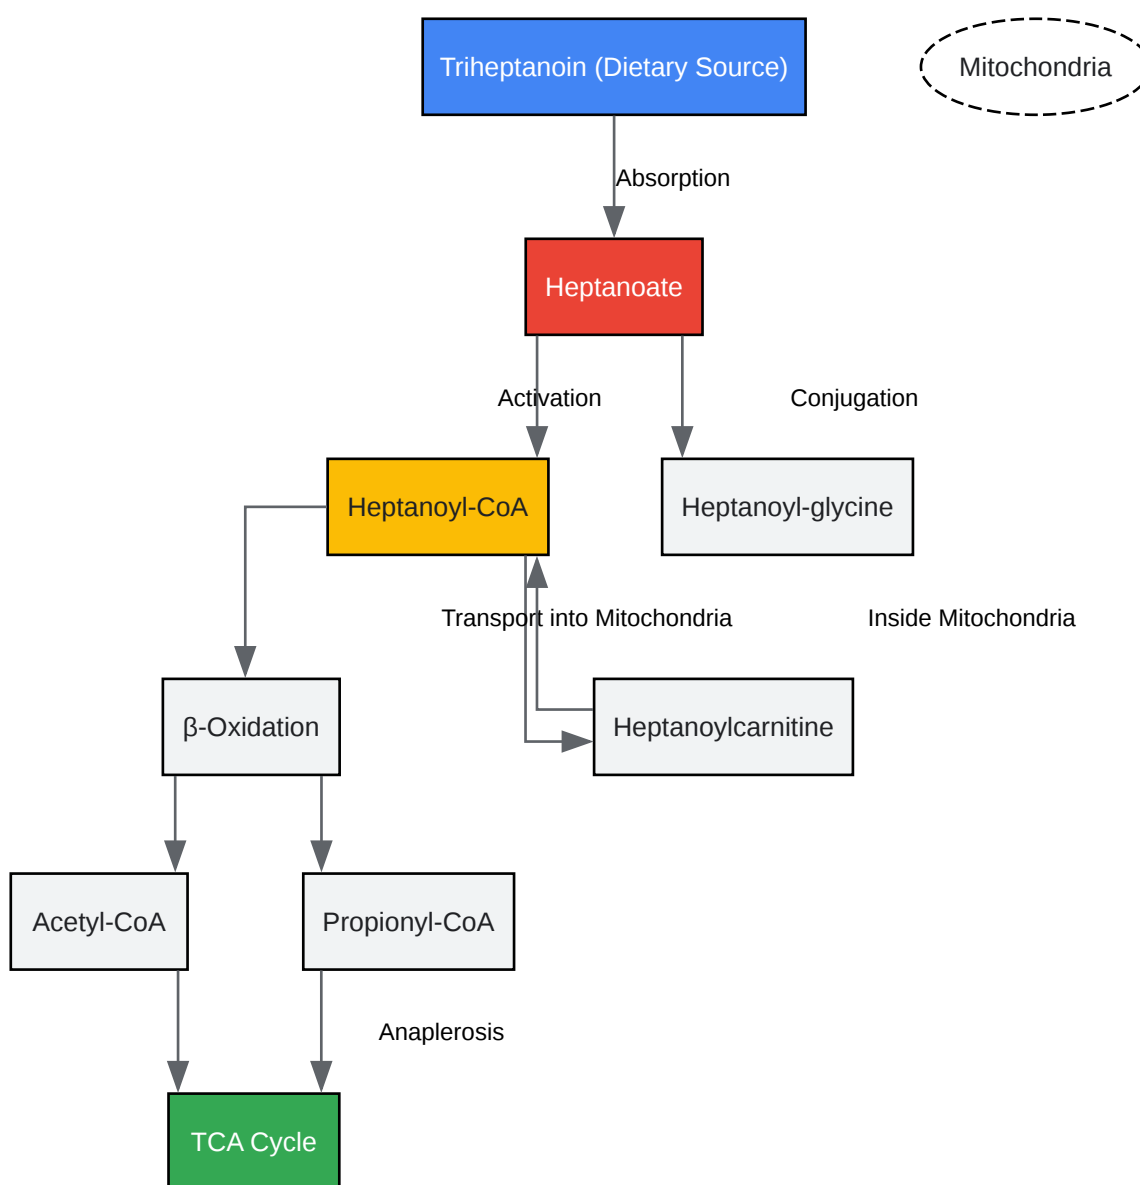 Triheptanoin (Dietary Source)
Mitochondria
Absorption
Heptanoate
Activation
Conjugation
Heptanoyl-CoA
Heptanoyl-glycine
Transport into Mitochondria
Inside Mitochondria
β-Oxidation
Heptanoylcarnitine
Acetyl-CoA
Propionyl-CoA
Anaplerosis
TCA Cycle